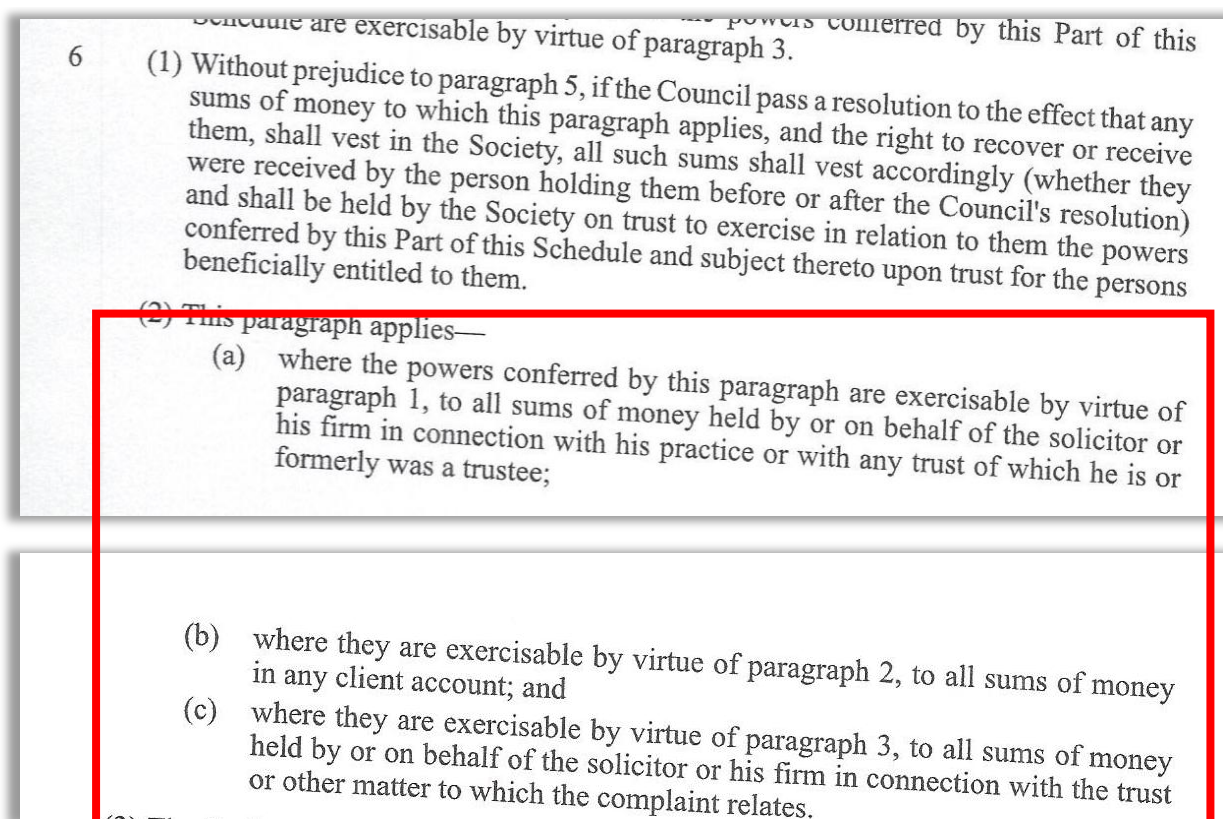 Schedule are exercisable by virtue of paragraph 3.
powers conferred by this Part of this
6 (1) Without prejudice to paragraph 5, if the Council pass a resolution to the effect that any
sums of money to which this paragraph applies, and the right to recover or receive
them, shall vest in the Society, all such sums shall vest accordingly (whether they
were received by the person holding them before or after the Council's resolution)
and shall be held by the Society on trust to exercise in relation to them the powers
conferred by this Part of this Schedule and subject thereto upon trust for the persons
beneficially entitled to them.
(2) This paragraph applies—
(a) where the powers conferred by this paragraph are exercisable by virtue of
paragraph 1, to all sums of money held by or on behalf of the solicitor or
his firm in connection with his practice or with any trust of which he is or
formerly was a trustee;
(b) where they are exercisable by virtue of paragraph 2, to all sums of money
in any client account; and
(c) where they are exercisable by virtue of paragraph 3, to all sums of money
held by or on behalf of the solicitor or his firm in connection with the trust
or other matter to which the complaint relates.